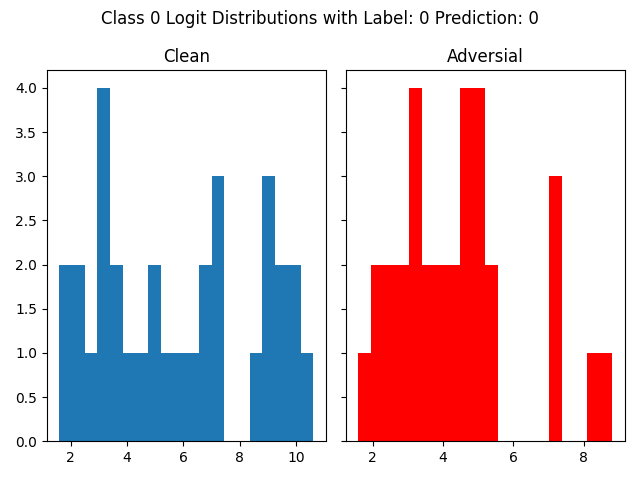 Class 0 Logit Distributions with Label: 0 Prediction: 0
Clean
Adversial
4.0
3.5
3.0
2.5
2.0
1.5
1.0
0.5
0.0
2 4 6 8 10
2 4 6 8